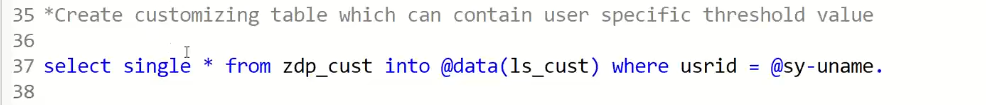 35 *Create customizing table which can contain user specific threshold value
36
37 select single * from zdp_cust into @data(ls_cust) where usrid = @sy-uname.
38